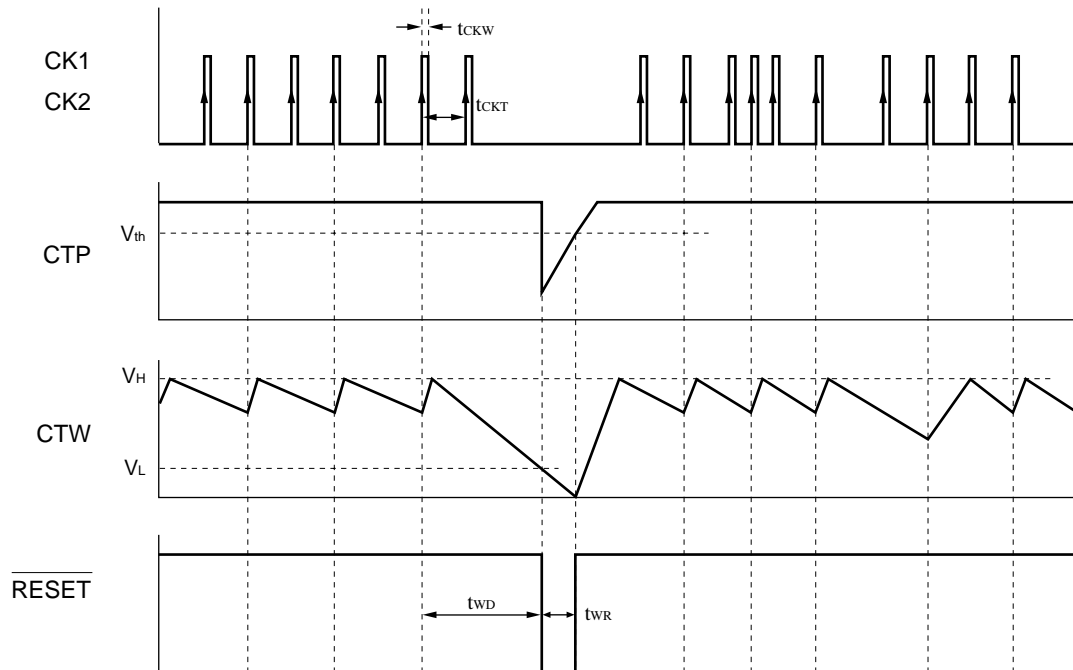 tCKW
CK1
CK2
tCKT
Vth
CTP
VH
CTW
VL
RESET
tWD
tWR